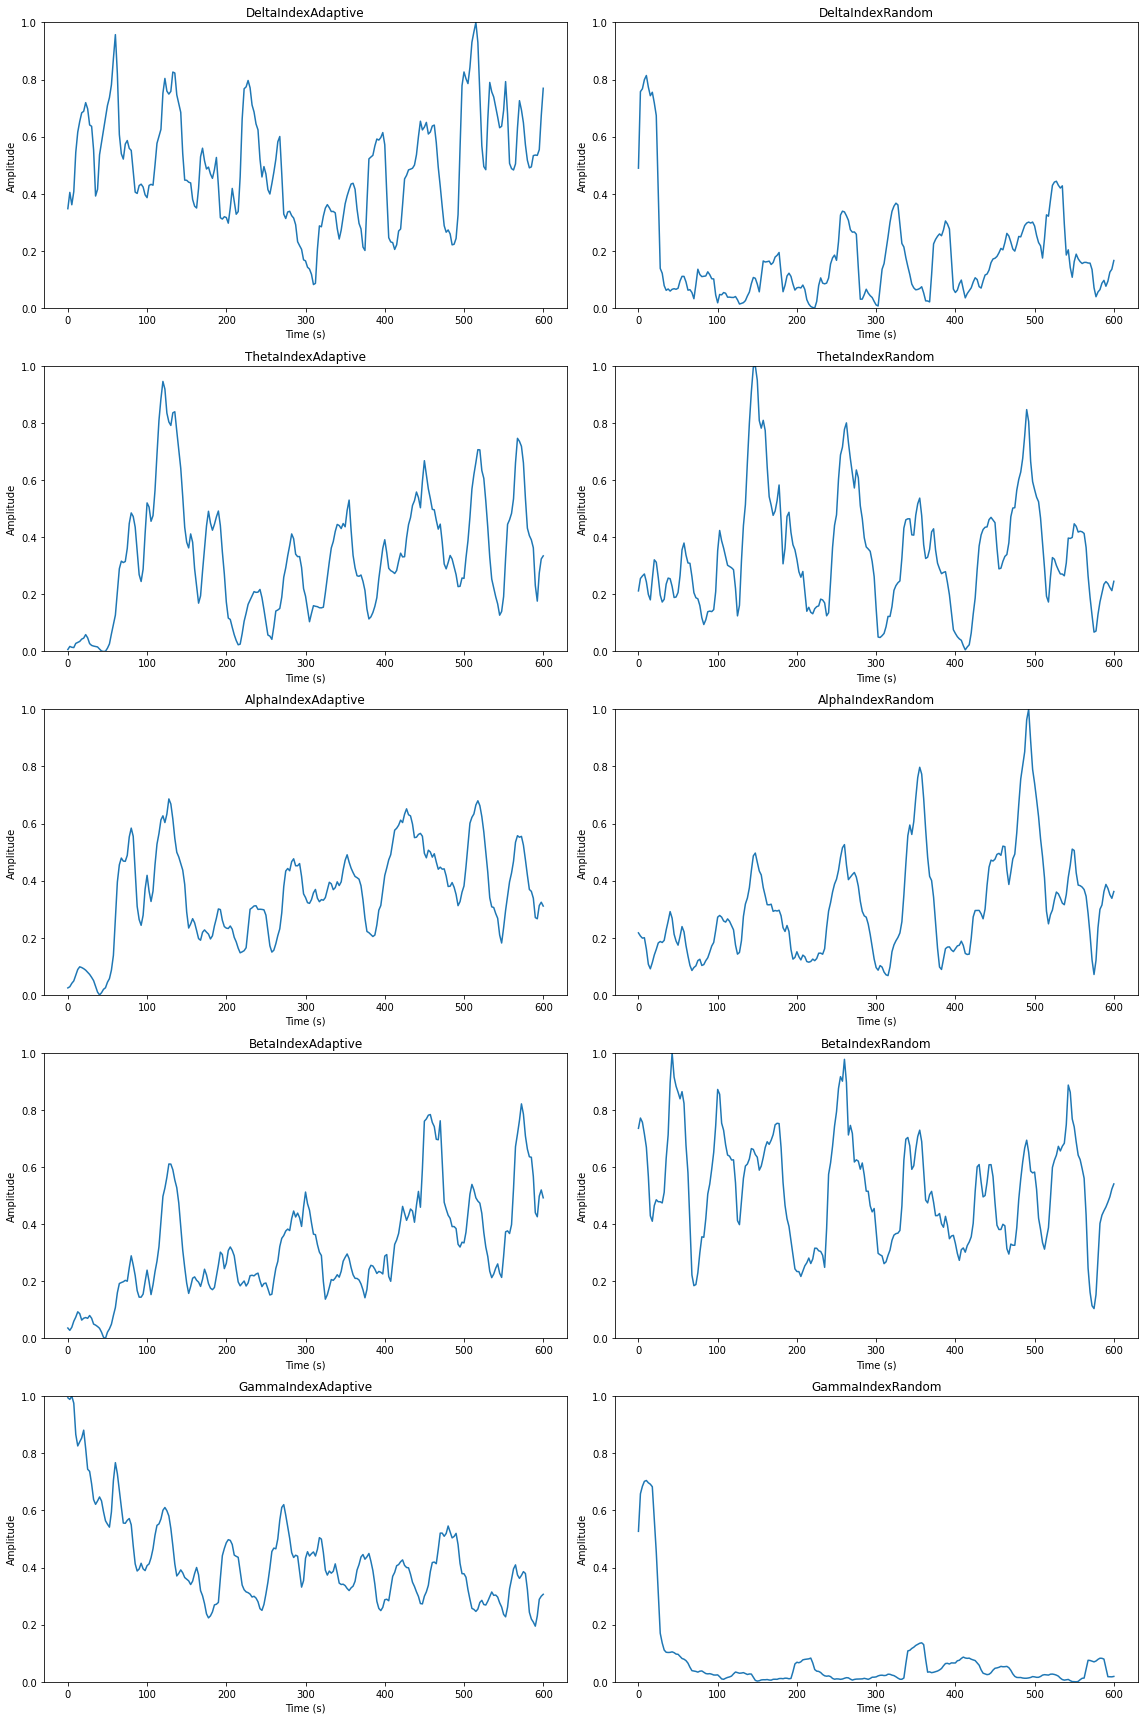 DeltaIndexAdaptive
1.0
0.8
0.6
0.4
0.2
0.0
Amplitude
0 100 200 300 400 500 600
Time (s)
DeltaIndexRandom
1.0
0.8
0.6
0.4
0.2
0.0
Amplitude
0 100 200 300 400 500 600
Time (s)
ThetaIndexAdaptive
1.0
0.8
0.6
0.4
0.2
0.0
Amplitude
0 100 200 300 400 500 600
Time (s)
ThetaIndexRandom
1.0
0.8
0.6
0.4
0.2
0.0
Amplitude
0 100 200 300 400 500 600
Time (s)
AlphaIndexAdaptive
1.0
0.8
0.6
0.4
0.2
0.0
Amplitude
0 100 200 300 400 500 600
Time (s)
AlphaIndexRandom
1.0
0.8
0.6
0.4
0.2
0.0
Amplitude
0 100 200 300 400 500 600
Time (s)
BetaIndexAdaptive
1.0
0.8
0.6
0.4
0.2
0.0
Amplitude
0 100 200 300 400 500 600
Time (s)
BetaIndexRandom
1.0
0.8
0.6
0.4
0.2
0.0
Amplitude
0 100 200 300 400 500 600
Time (s)
GammaIndexAdaptive
1.0
0.8
0.6
0.4
0.2
0.0
Amplitude
0 100 200 300 400 500 600
Time (s)
GammaIndexRandom
1.0
0.8
0.6
0.4
0.2
0.0
Amplitude
0 100 200 300 400 500 600
Time (s)